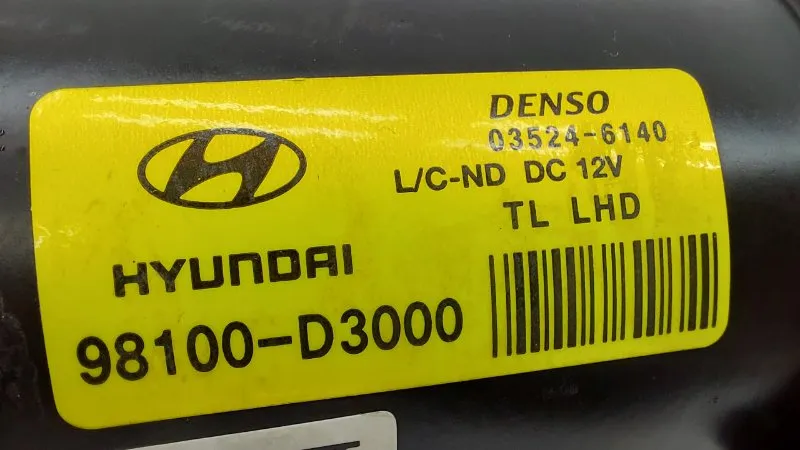 DENSO
03524-6140
L/C-ND DC 12V
TL LHD
HYUNDAI
98100-D3000